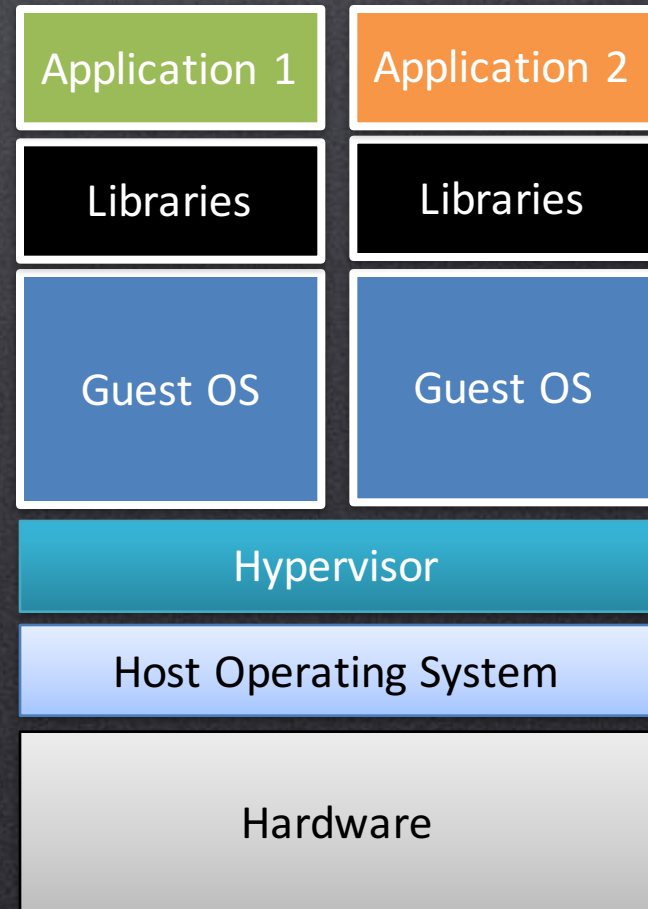 Application 1
Application 2
Libraries
Libraries
Guest OS
Guest OS
Hypervisor
Host Operating System
Hardware